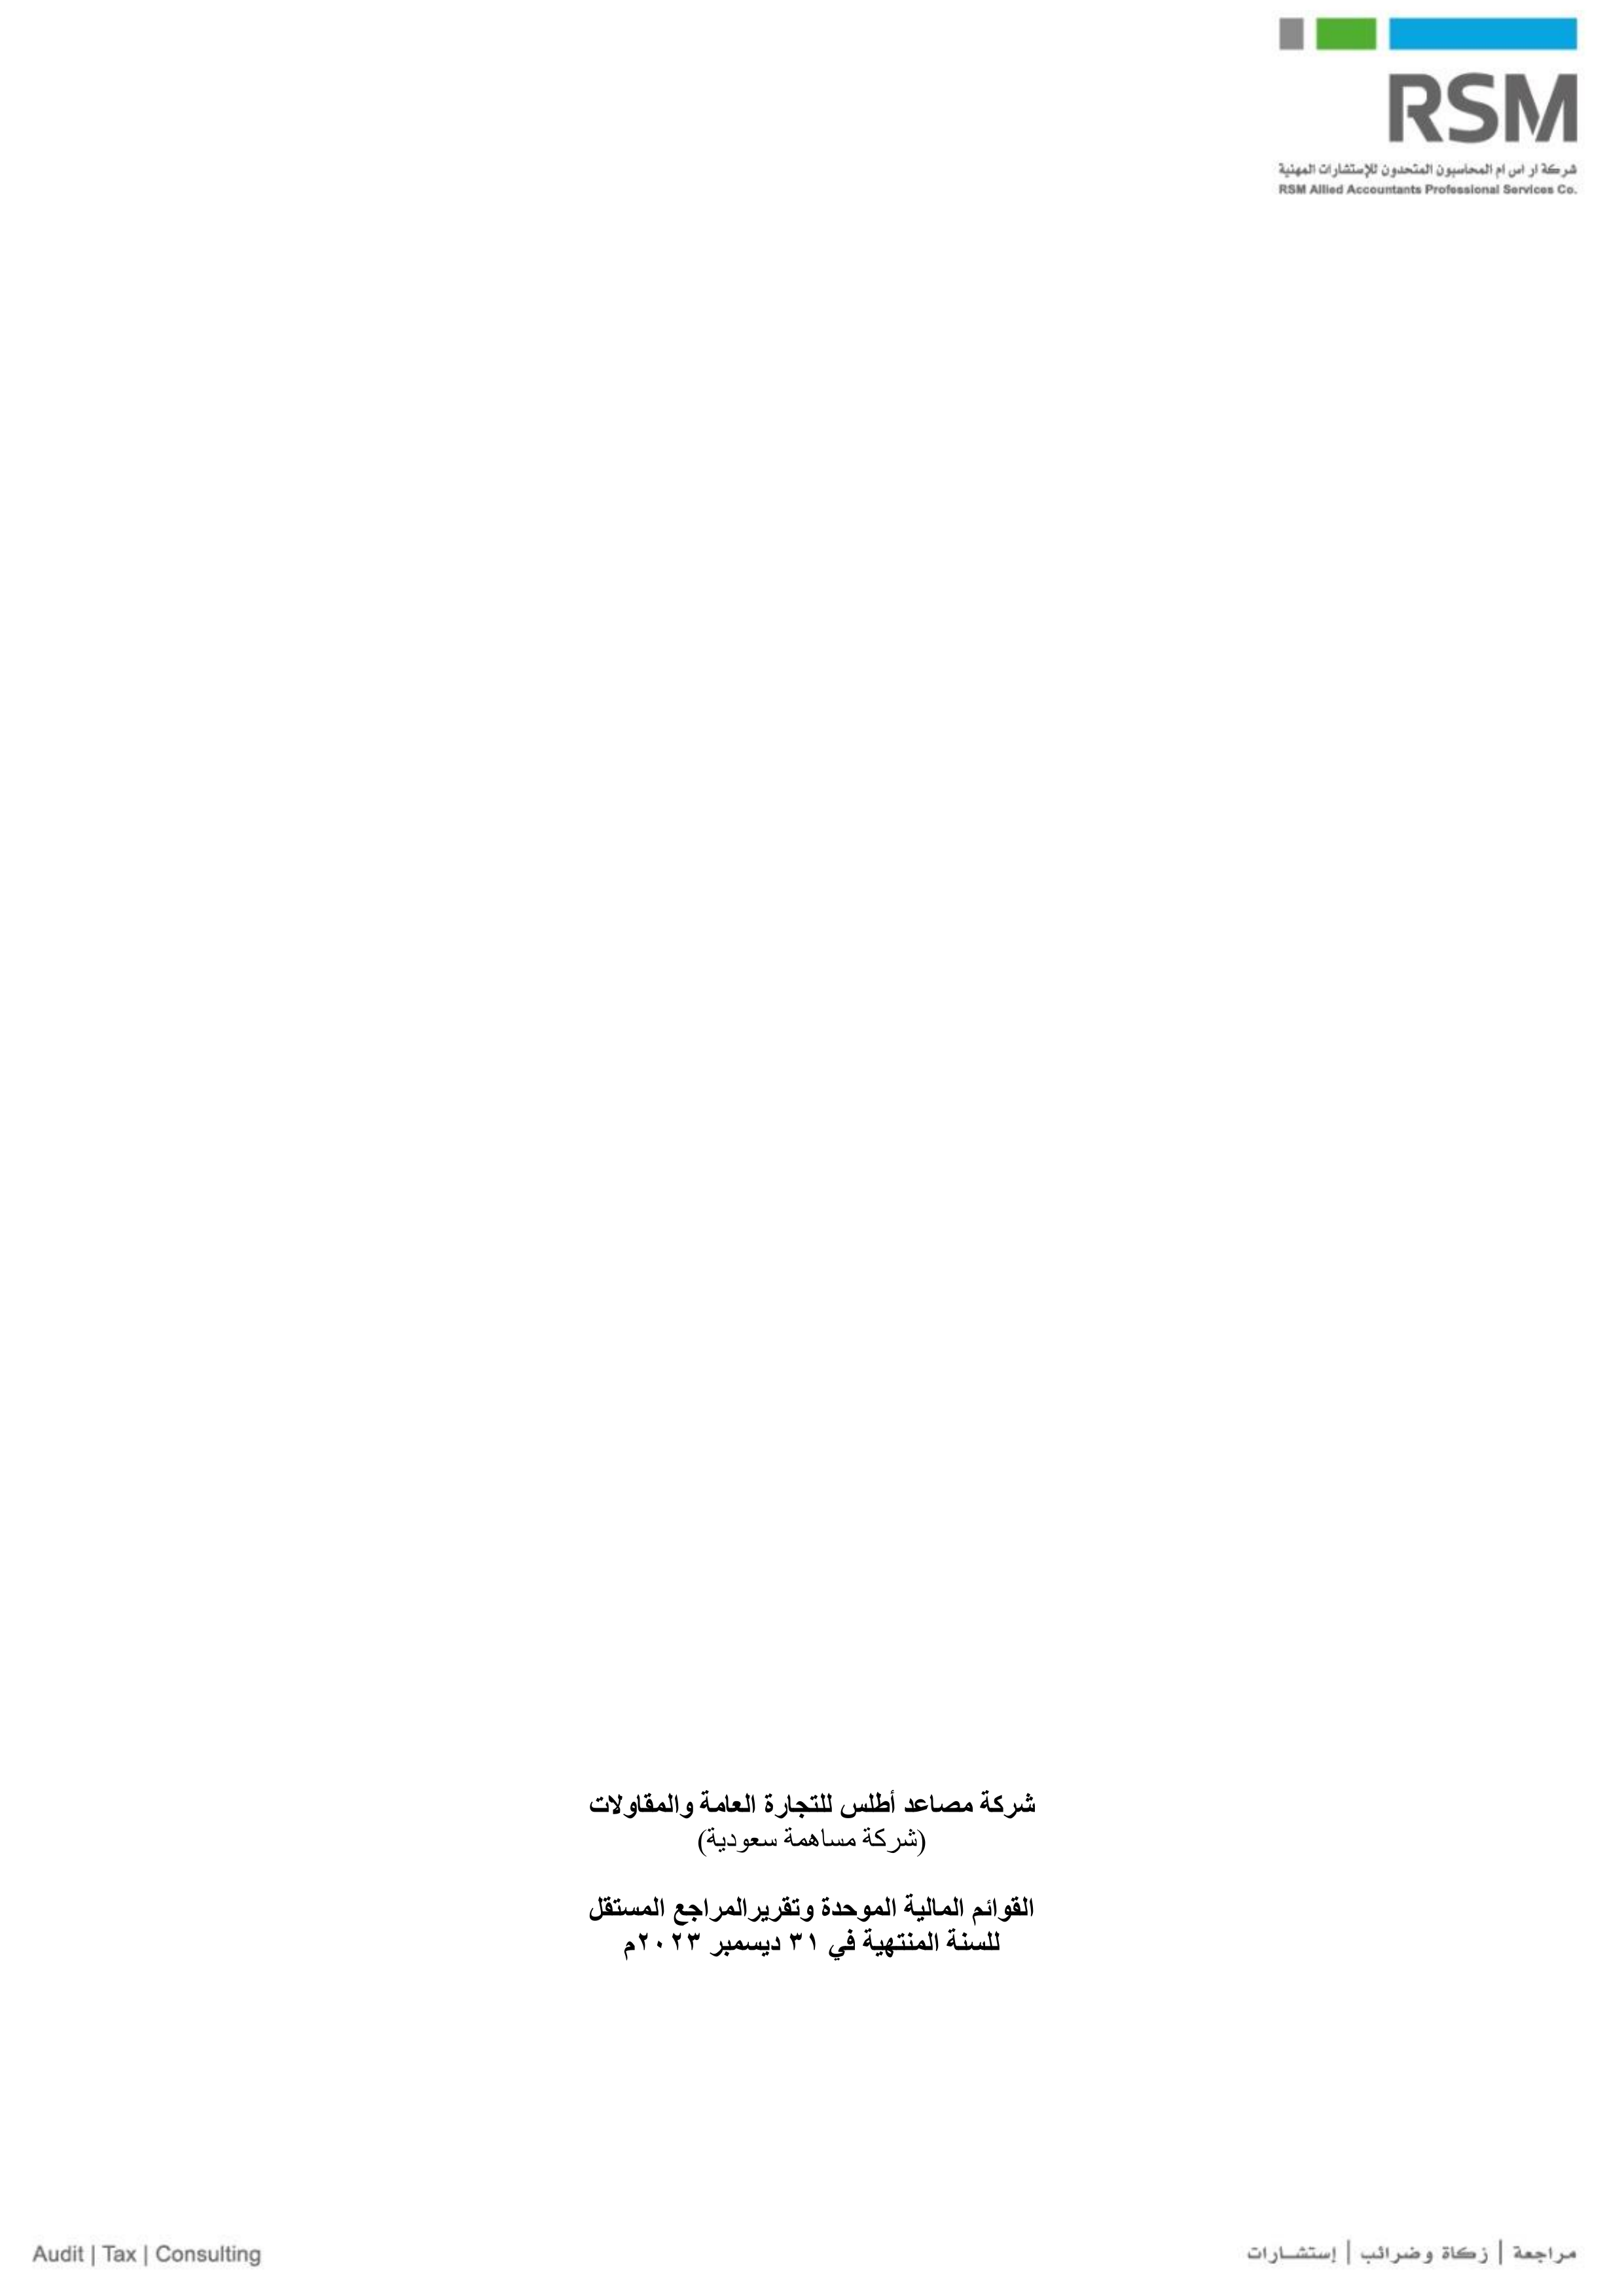 RSM
شركة ار اس ام المحاسبون المتحدون للإستشارات المهنية
RSM Allied Accountants Professional Services Co.
شركة مصاعد أطلس للتجارة العامة والمقاولات
(شركة مساهمة سعودية)
القوائم المالية الموحدة وتقريرالمراجع المستقل
للسنة المنتهية في ٣١ ديسمبر ٢٠٢٣م
Audit | Tax | Consulting
مراجعة | زكاة وضرائب | إستشــارات